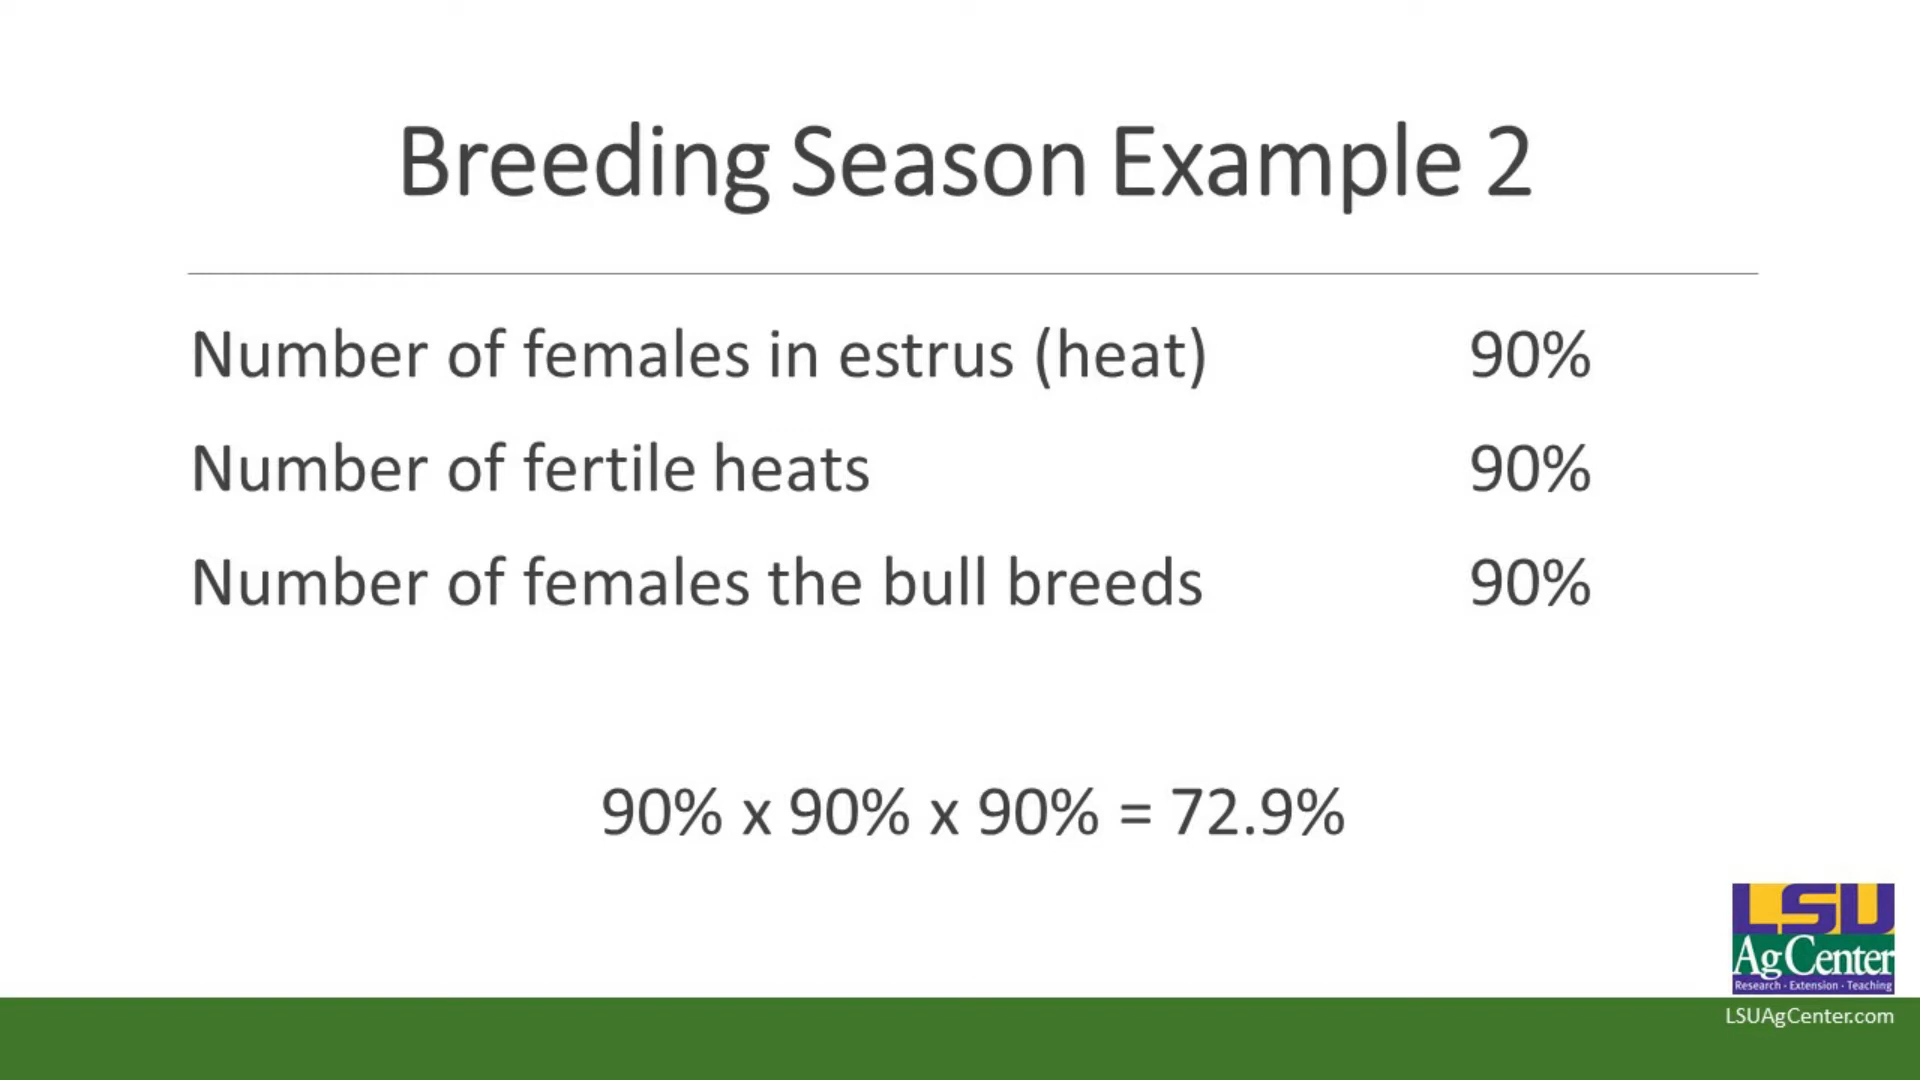 Breeding Season Example 2
Number of females in estrus (heat) 90%
Number of fertile heats 90%
Number of females the bull breeds 90%
90% x 90% x 90% = 72.9%
LSU
AgCenter
Research · Extension · Teaching
LSUAgCenter.com